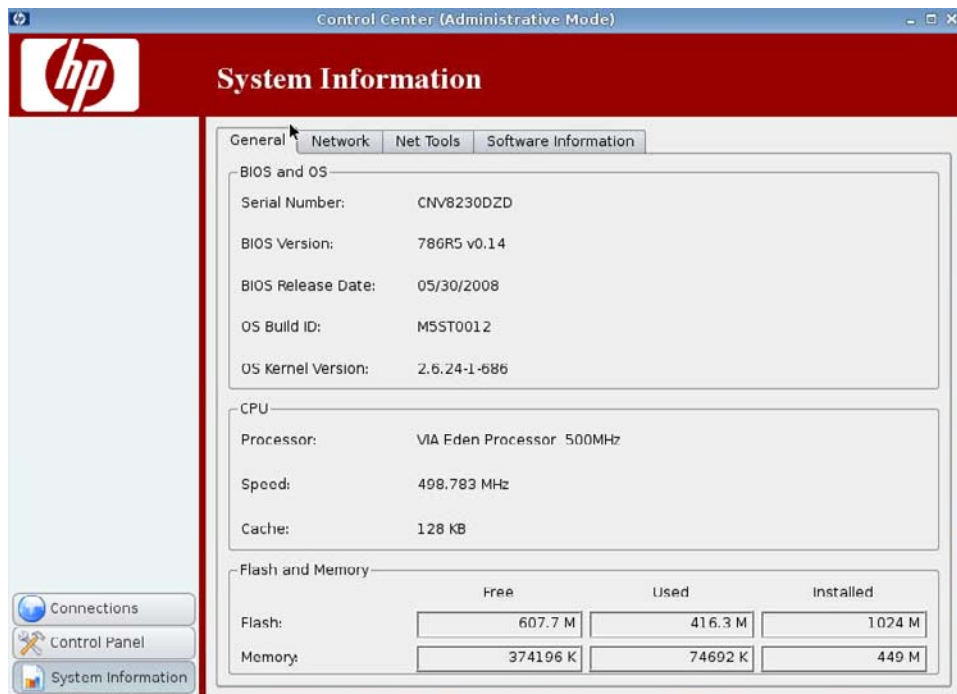 Control Center (Administrative Mode)
hp
System Information
General Network Net Tools Software Information
BIOS and OS
Serial Number: CNV8230DZD
BIOS Version: 786R5 v0.14
BIOS Release Date: 05/30/2008
OS Build ID: M5ST0012
OS Kernel Version: 2.6.24-1-686
CPU
Processor: VIA Eden Processor 500MHz
Speed: 498.783 MHz
Cache: 128 KB
Flash and Memory
Free Used Installed
Flash: 607.7 M 416.3 M 1024 M
Memory: 374196 K 74692 K 449 M
Connections
Control Panel
System Information